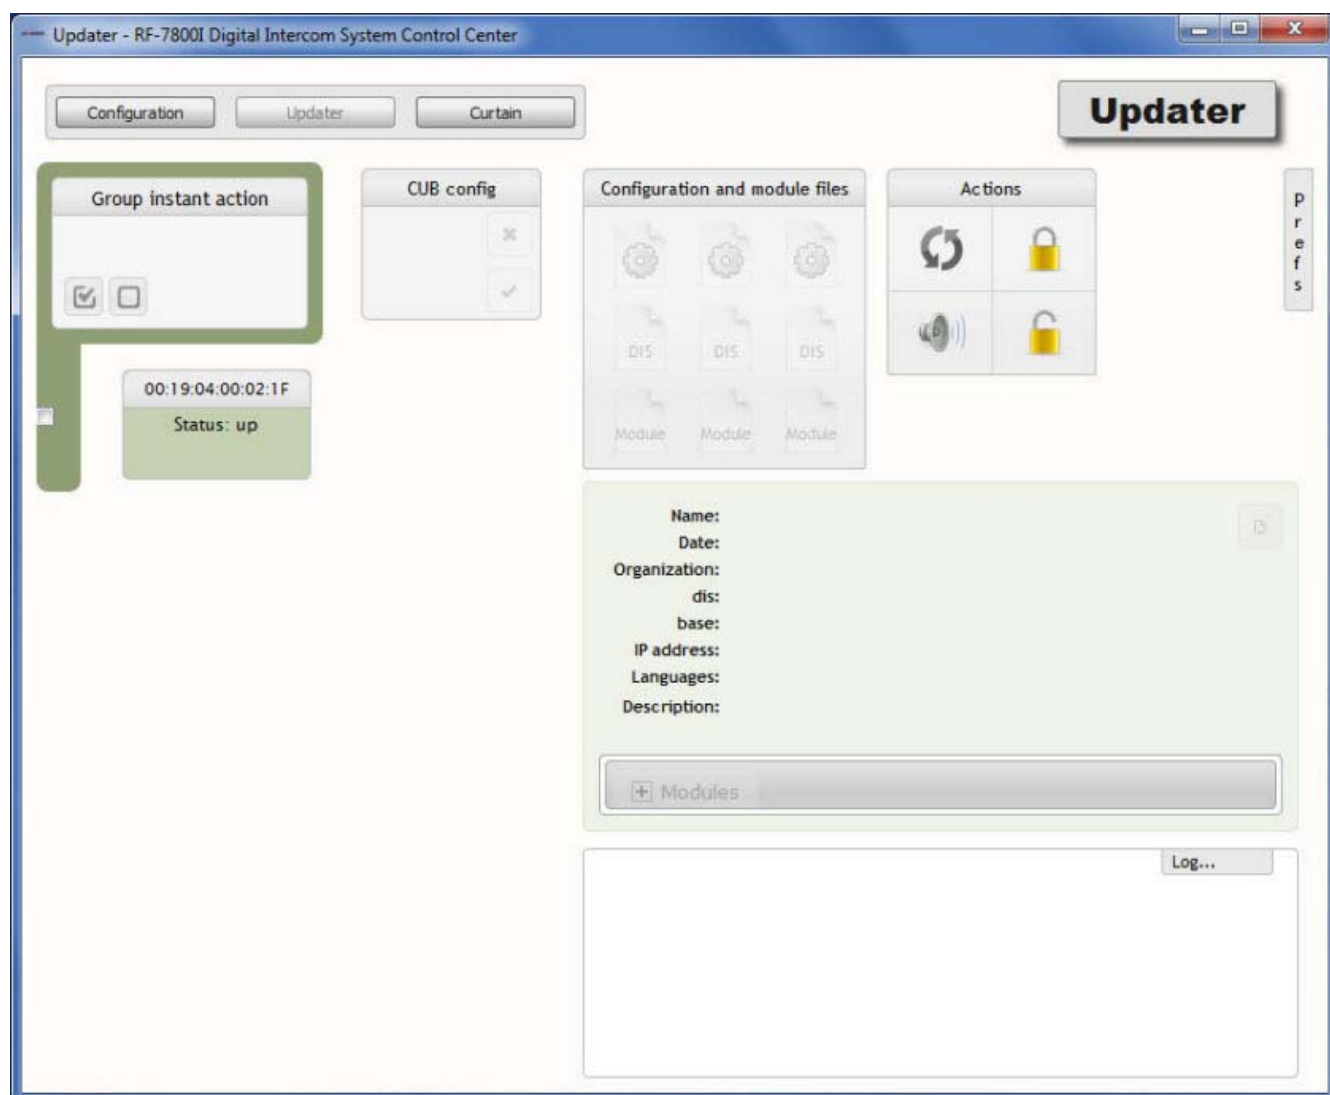 Updater - RF-7800I Digital Intercom System Control Center
Configuration
Updater
Curtain
Updater
Group instant action
CUB config
Configuration and module files
Actions
Prefs
DIS DIS DIS
Module Module Module
00:19:04:00:02:1F
Status: up
Name:
Date:
Organization:
dis:
base:
IP address:
Languages:
Description:
Modules
Log...